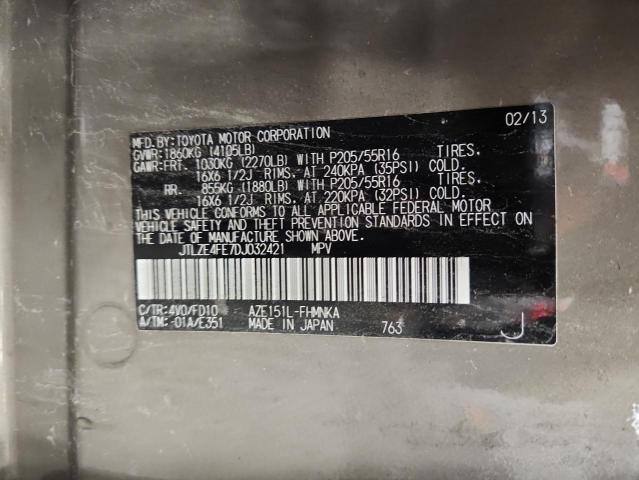 02/13
MFD. BY: TOYOTA MOTOR CORPORATION
GVWR: 1860KG (4105LB)
GAWR: FRT. 1030KG (2270LB) WITH P205/55R16 TIRES,
16X6 1/2J RIMS, AT 240KPA (35PSI) COLD.
RR. 855KG (1880LB) WITH P205/55R16 TIRES,
16X6 1/2J RIMS, AT 220KPA (32PSI) COLD.
THIS VEHICLE CONFORMS TO ALL APPLICABLE FEDERAL MOTOR
VEHICLE SAFETY AND THEFT PREVENTION STANDARDS IN EFFECT ON
THE DATE OF MANUFACTURE SHOWN ABOVE.
JTLZE4FE7DJ032421 MPV
C/TR: 4V0/FD10 AZE151L-FHMNKA
A/TM: -01A/E351 MADE IN JAPAN 763 J